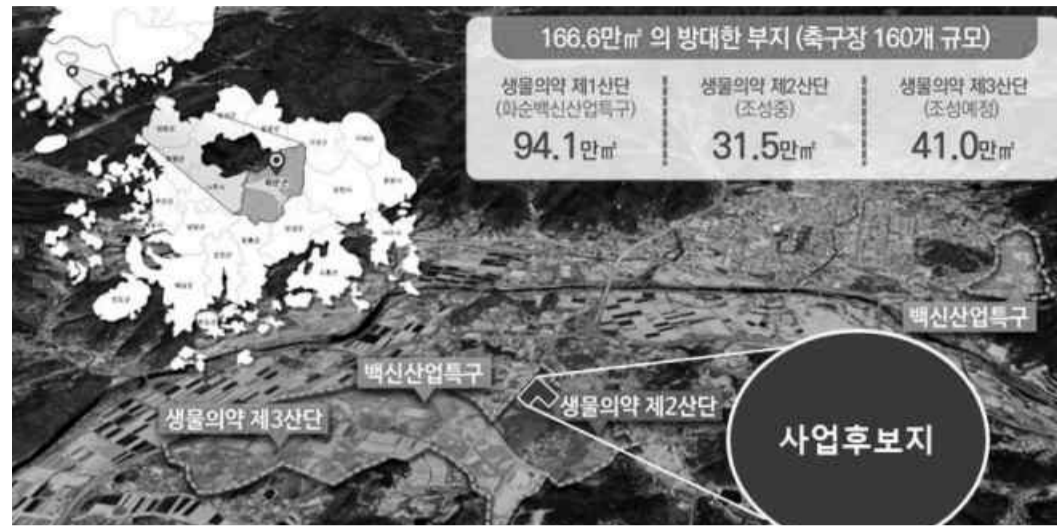 166.6만㎡ 의 방대한 부지 (축구장 160개 규모)
생물의약 제1산단
(화순백신산업특구)
94.1만㎡
생물의약 제2산단
(조성중)
31.5만㎡
생물의약 제3산단
(조성예정)
41.0만㎡
백신산업특구
백신산업특구
생물의약 제3산단
생물의약 제2산단
사업후보지